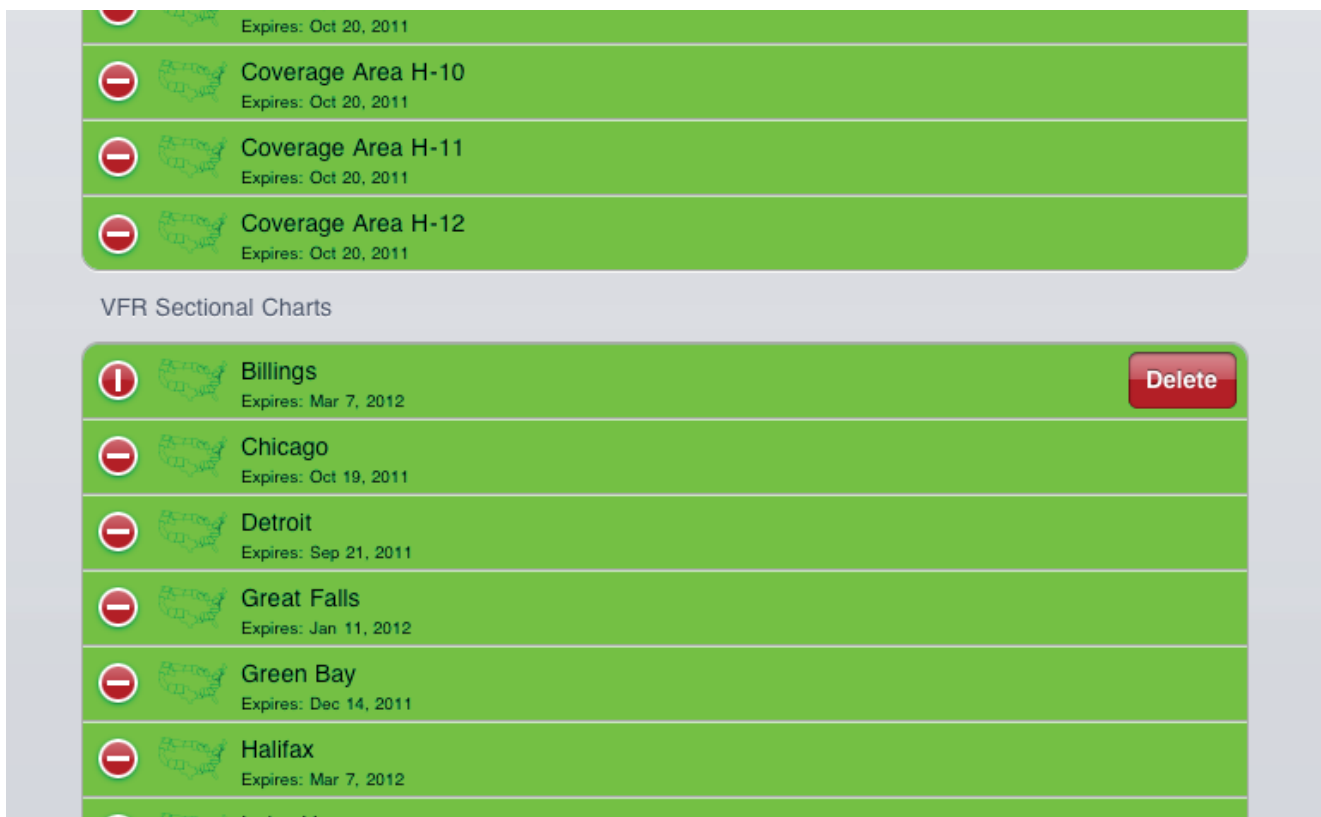 Expires: Oct 20, 2011
Coverage Area H-10
Expires: Oct 20, 2011
Coverage Area H-11
Expires: Oct 20, 2011
Coverage Area H-12
Expires: Oct 20, 2011
VFR Sectional Charts
Billings
Expires: Mar 7, 2012
Delete
Chicago
Expires: Oct 19, 2011
Detroit
Expires: Sep 21, 2011
Great Falls
Expires: Jan 11, 2012
Green Bay
Expires: Dec 14, 2011
Halifax
Expires: Mar 7, 2012